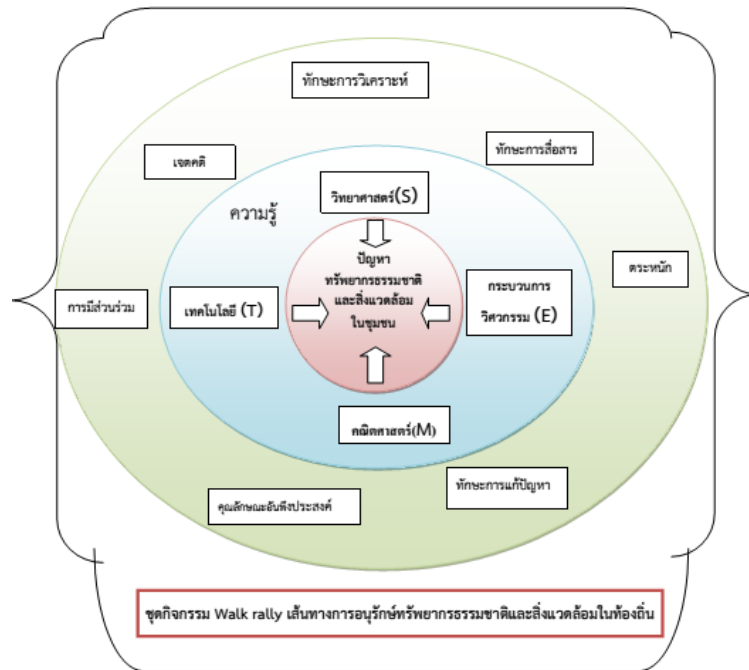 ทักษะการวิเคราะห์
ทักษะการสื่อสาร
เจตคติ
วิทยาศาสตร์(S)
ความรู้
ปัญหา
ทรัพยากรธรรมชาติ
และสิ่งแวดล้อม
ในชุมชน
ตระหนัก
กระบวนการ
วิศวกรรม (E)
การมีส่วนร่วม
เทคโนโลยี (T)
คณิตศาสตร์(M)
ทักษะการแก้ปัญหา
คุณลักษณะอันพึงประสงค์
ชุดกิจกรรม Walk rally เส้นทางการอนุรักษ์ทรัพยากรธรรมชาติและสิ่งแวดล้อมในท้องถิ่น